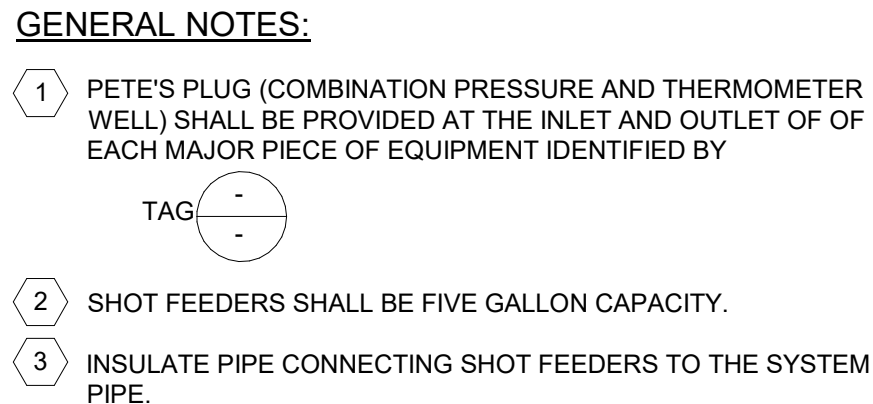 GENERAL NOTES:
1 PETE'S PLUG (COMBINATION PRESSURE AND THERMOMETER
WELL) SHALL BE PROVIDED AT THE INLET AND OUTLET OF OF
EACH MAJOR PIECE OF EQUIPMENT IDENTIFIED BY
-
TAG
-
2 SHOT FEEDERS SHALL BE FIVE GALLON CAPACITY.
3 INSULATE PIPE CONNECTING SHOT FEEDERS TO THE SYSTEM
PIPE.